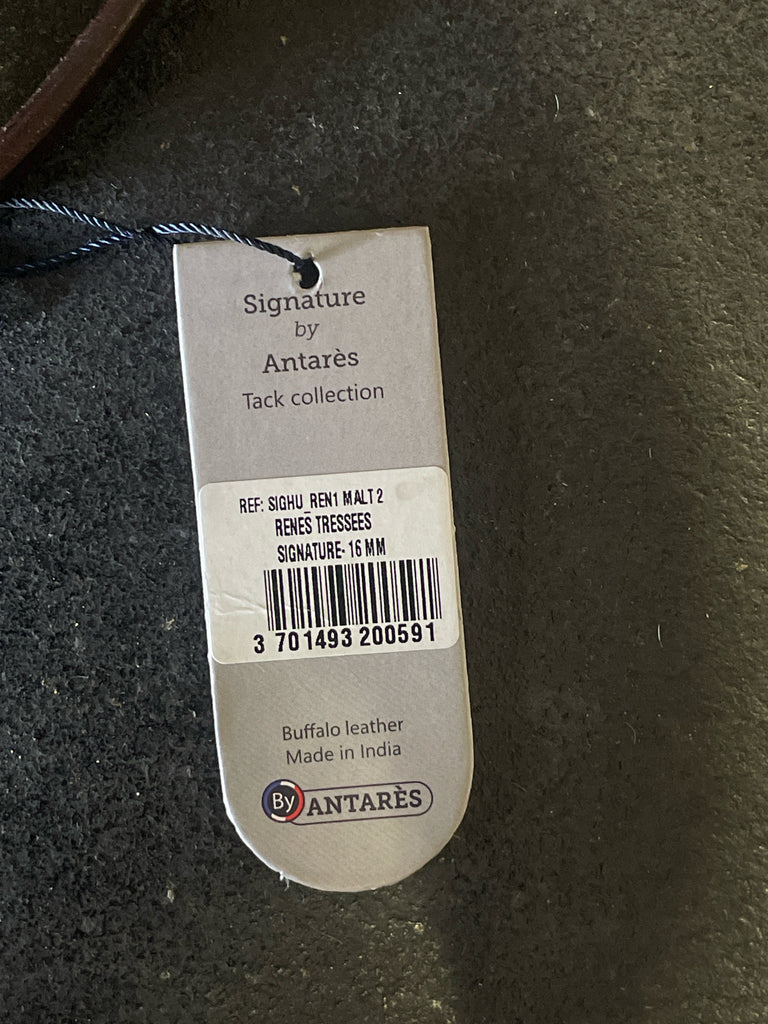 Signature
by
Antarès
Tack collection
REF: SIGHU_REN1 MALT 2
RENES TRESSEES
SIGNATURE- 16 MM
3 701493 200591
Buffalo leather
Made in India
By ANTARÈS